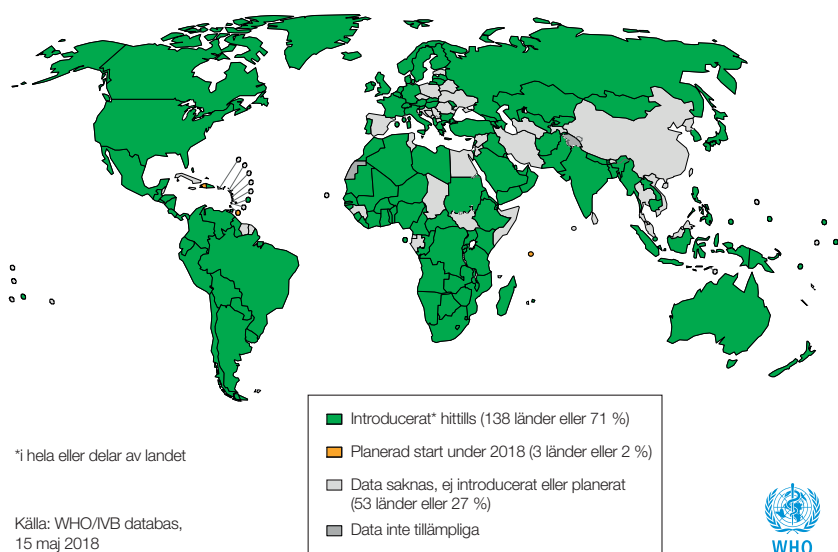 Introducerat* hittills (138 länder eller 71 %)
Planerad start under 2018 (3 länder eller 2 %)
Data saknas, ej introducerat eller planerat
(53 länder eller 27 %)
Data inte tillämpliga
*i hela eller delar av landet
Källa: WHO/IVB databas,
15 maj 2018
WHO